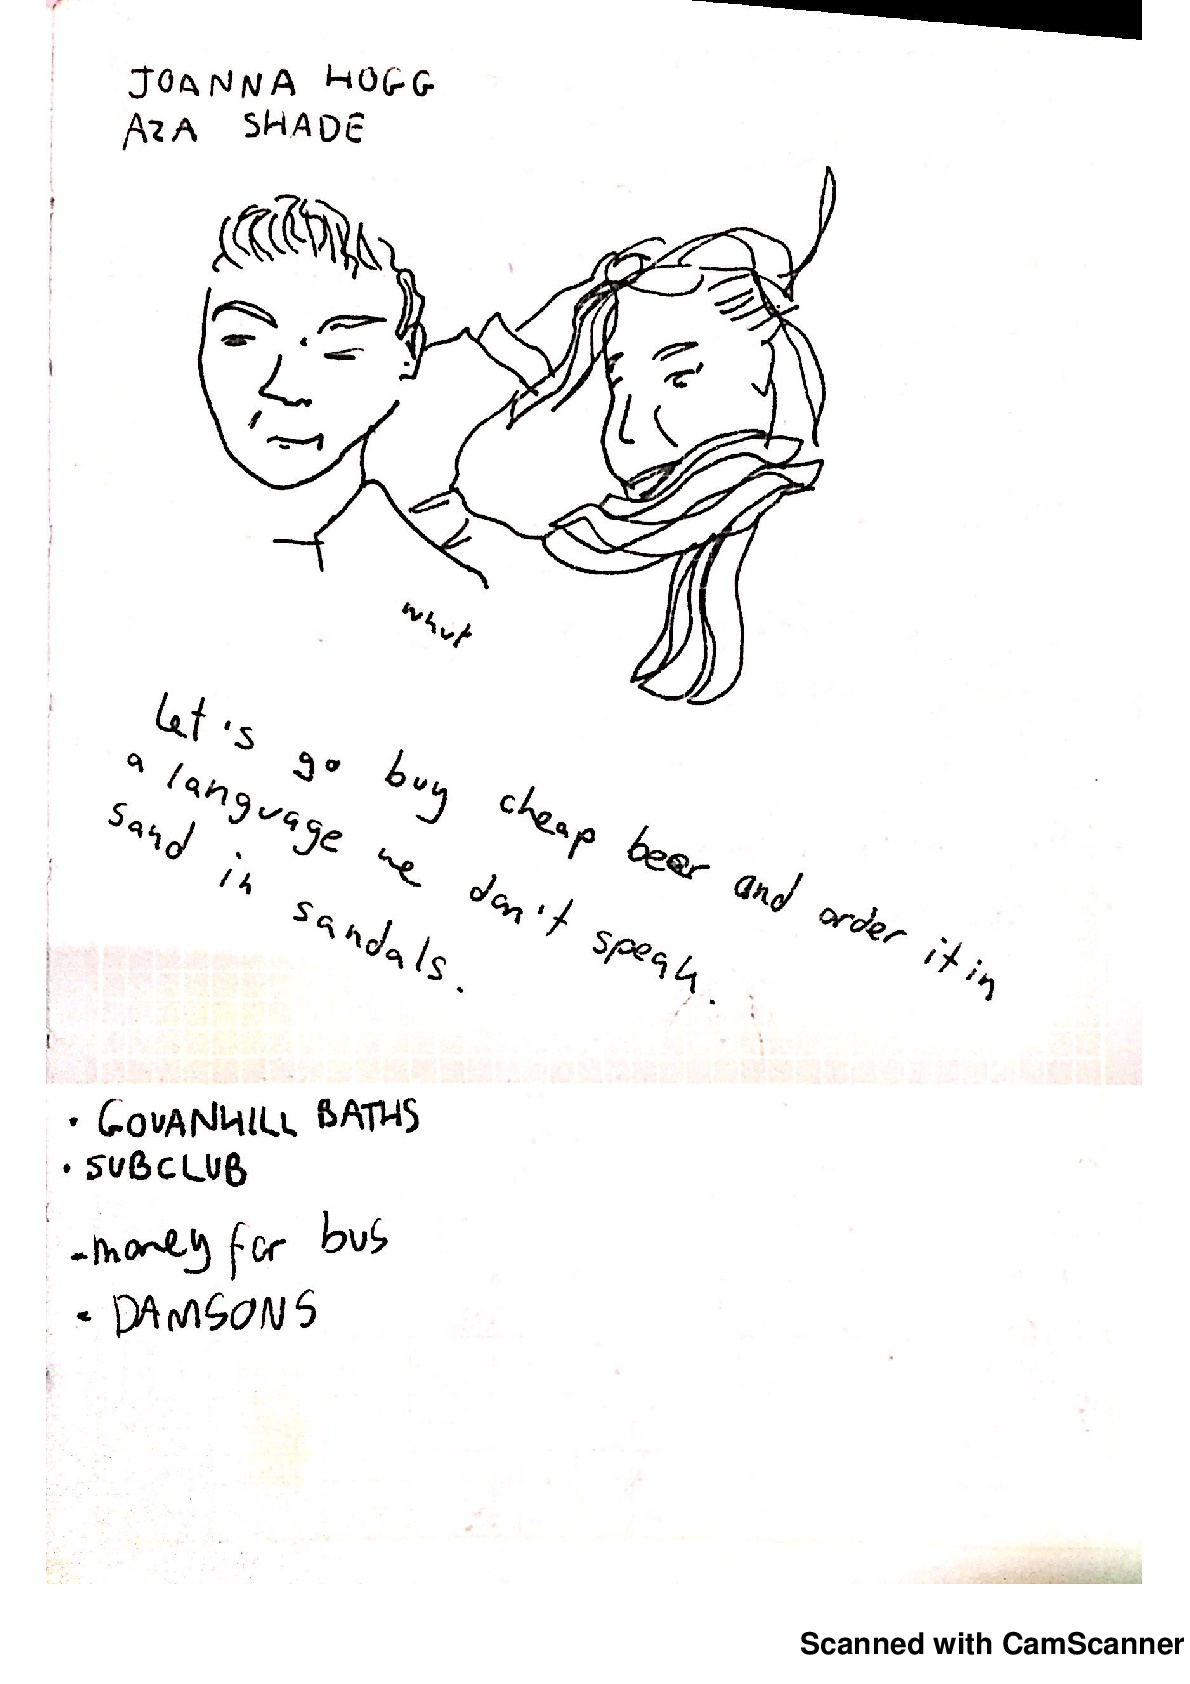 JOANNA HOGG
AZA SHADE
what
Let's go buy cheap beer and order it in
a language we don't speak.
sand in sandals.
• GOVANHILL BATHS
• SUBCLUB
- money for bus
- DAMSONS
Scanned with CamScanner